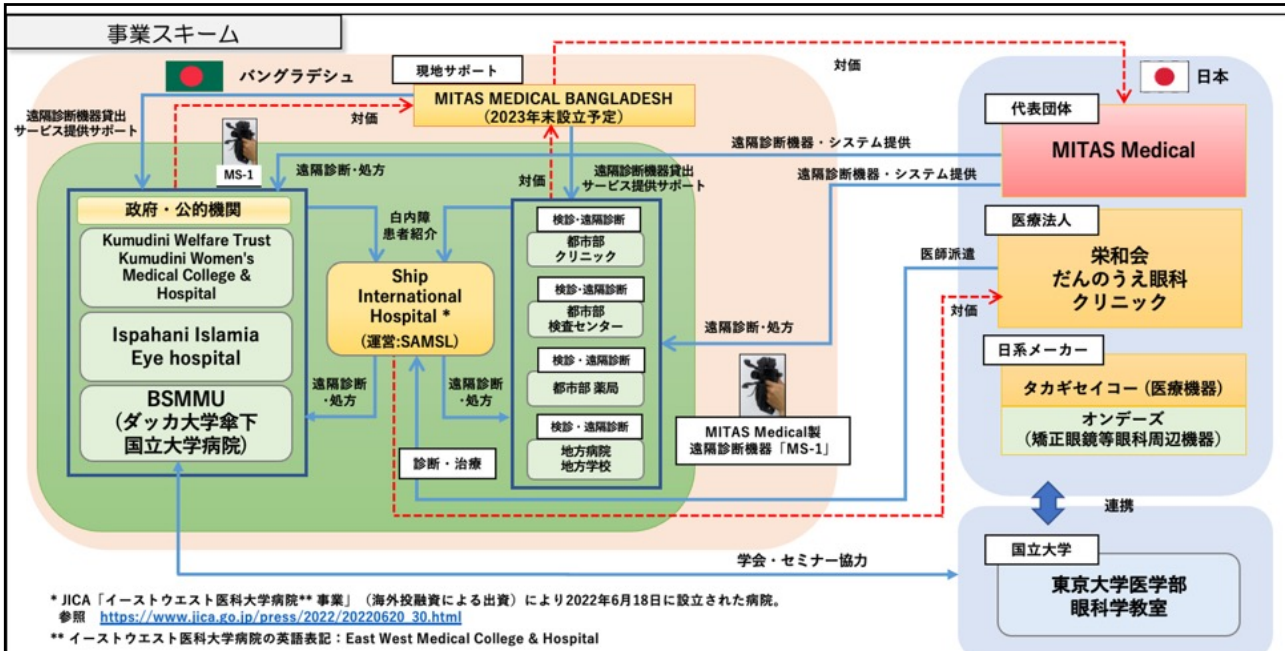 事業スキーム
バングラデシュ
現地サポート
MITAS MEDICAL BANGLADESH
(2023年末設立予定)
対価
日本
代表団体
MITAS Medical
遠隔診断機器貸出
サービス提供サポート
対価
MS-1
遠隔診断・処方
対価
遠隔診断機器貸出
サービス提供サポート
遠隔診断機器・システム提供
遠隔診断機器・システム提供
政府・公的機関
Kumudini Welfare Trust
Kumudini Women's
Medical College &
Hospital
Ispahani Islamia
Eye hospital
BSMMU
(ダッカ大学傘下
国立大学病院)
白内障
患者紹介
Ship
International
Hospital *
(運営:SAMSL)
遠隔診断
・処方
遠隔診断
・処方
診断・治療
検診・遠隔診断
都市部
クリニック
検診・遠隔診断
都市部
検査センター
検診・遠隔診断
都市部 薬局
検診・遠隔診断
地方病院
地方学校
遠隔診断・処方
MITAS Medical製
遠隔診断機器「MS-1」
医師派遣
対価
医療法人
栄和会
だんのうえ眼科
クリニック
日系メーカー
タカギセイコー (医療機器)
オンデーズ
(矯正眼鏡等眼科周辺機器)
連携
国立大学
東京大学医学部
眼科学教室
学会・セミナー協力
* JICA「イーストウエスト医科大学病院** 事業」(海外投融資による出資)により2022年6月18日に設立された病院。
参照 https://www.jica.go.jp/press/2022/20220620_30.html
** イーストウエスト医科大学病院の英語表記：East West Medical College & Hospital